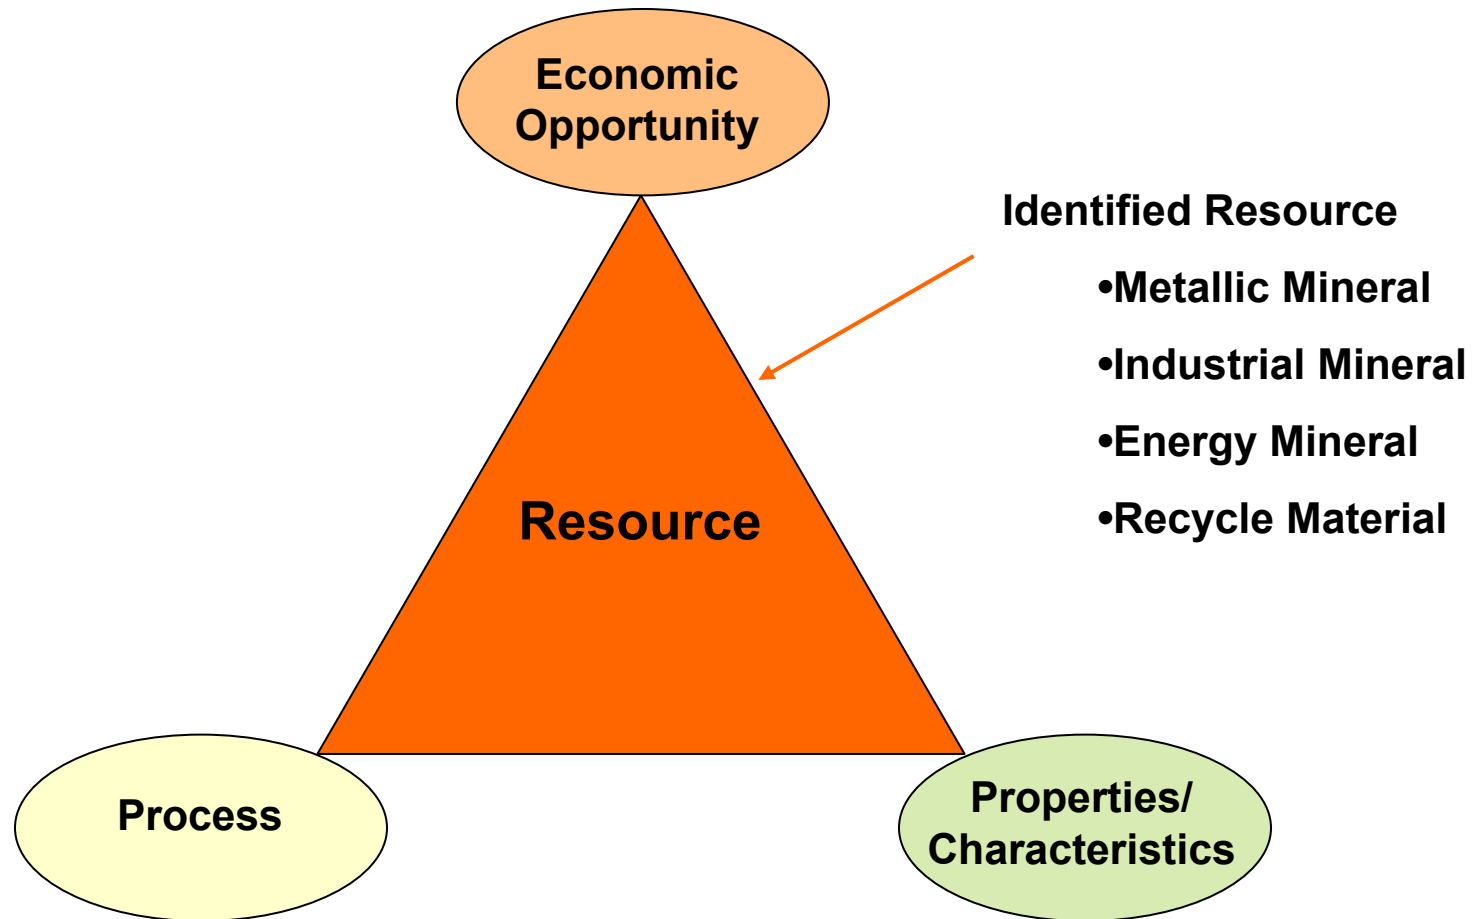 Economic
Opportunity
Identified Resource
•Metallic Mineral
•Industrial Mineral
•Energy Mineral
•Recycle Material
Resource
Process
Properties/
Characteristics